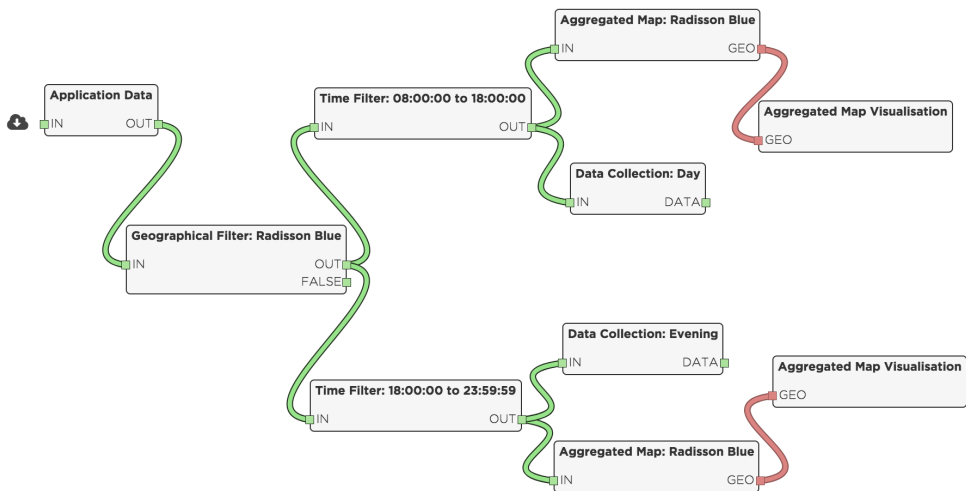 Aggregated Map: Radisson Blue
IN GEO
Application Data
IN OUT
Time Filter: 08:00:00 to 18:00:00
IN OUT
Aggregated Map Visualisation
GEO
Data Collection: Day
IN DATA
Geographical Filter: Radisson Blue
IN OUT
FALSE
Data Collection: Evening
IN DATA
Aggregated Map Visualisation
GEO
Time Filter: 18:00:00 to 23:59:59
IN OUT
Aggregated Map: Radisson Blue
IN GEO